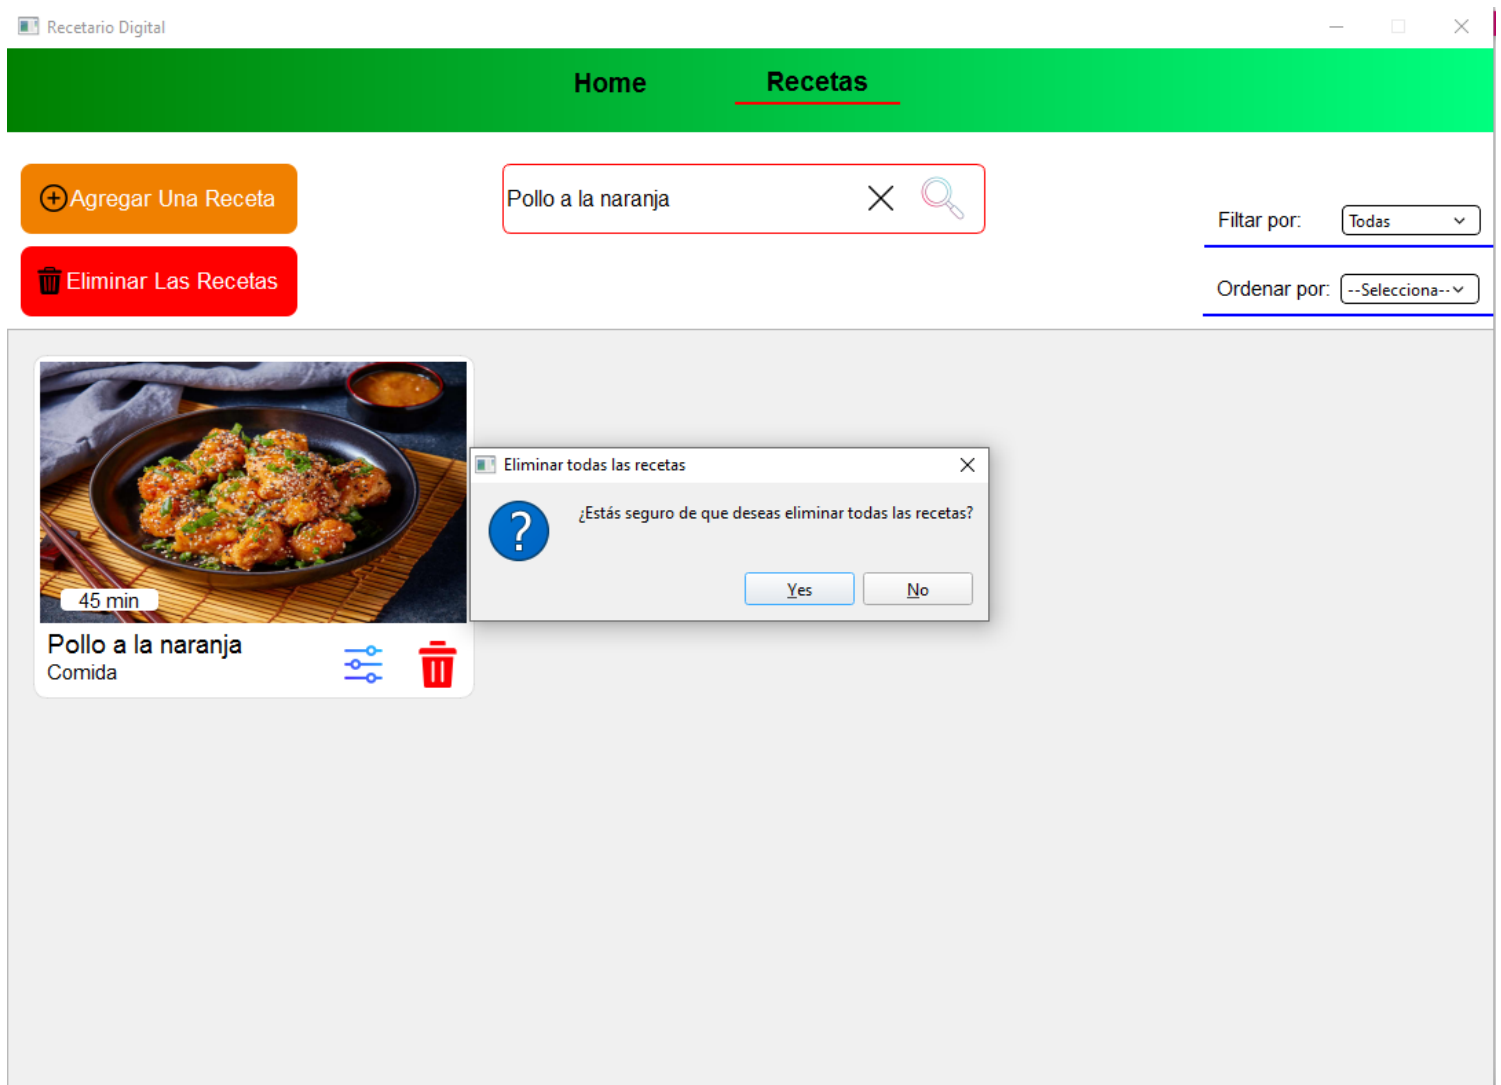 Recetario Digital
Home
Recetas
Agregar Una Receta
Pollo a la naranja
Filtar por:
Todas
Eliminar Las Recetas
Ordenar por:
--Selecciona--
Eliminar todas las recetas
¿Estás seguro de que deseas eliminar todas las recetas?
Yes
No
45 min
Pollo a la naranja
Comida